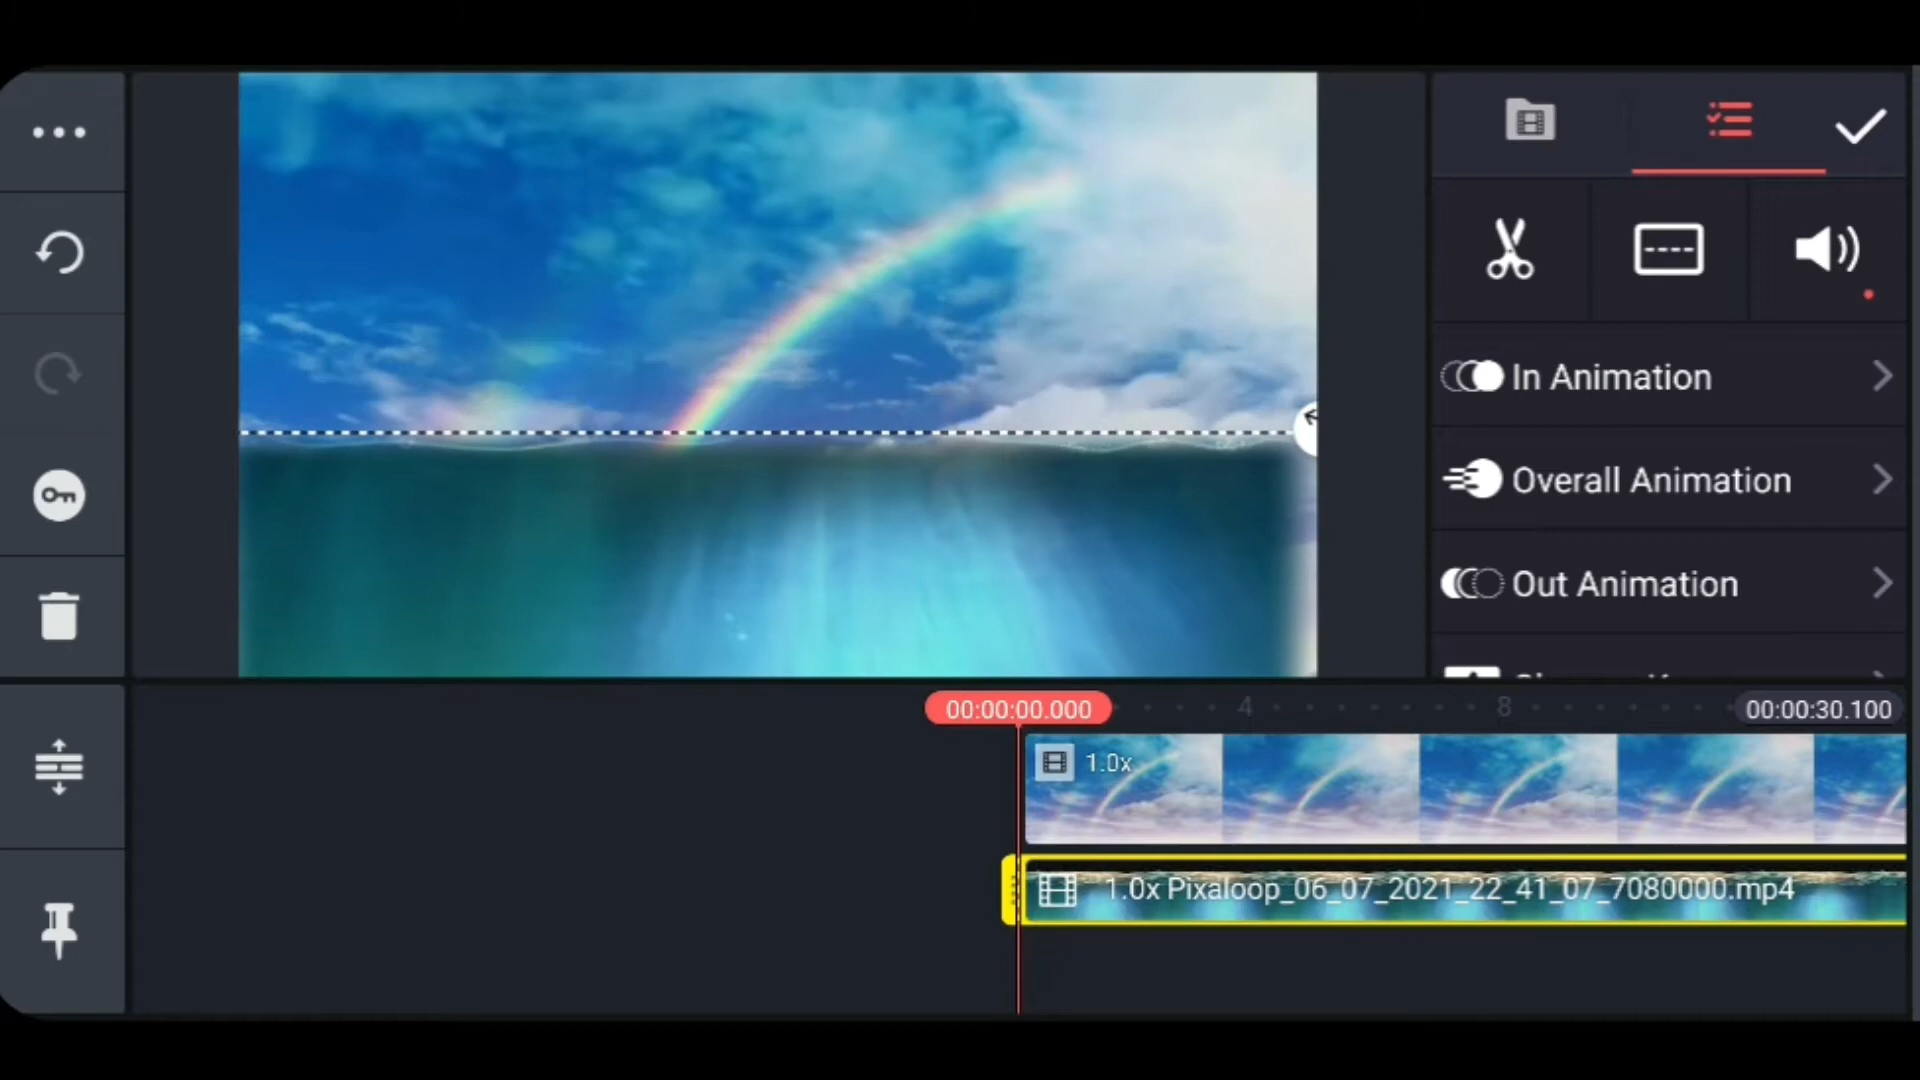 In Animation
Overall Animation
Out Animation
00:00:00.000
4
8
00:00:30.100
1.0x
1.0x Pixaloop_06_07_2021_22_41_07_7080000.mp4